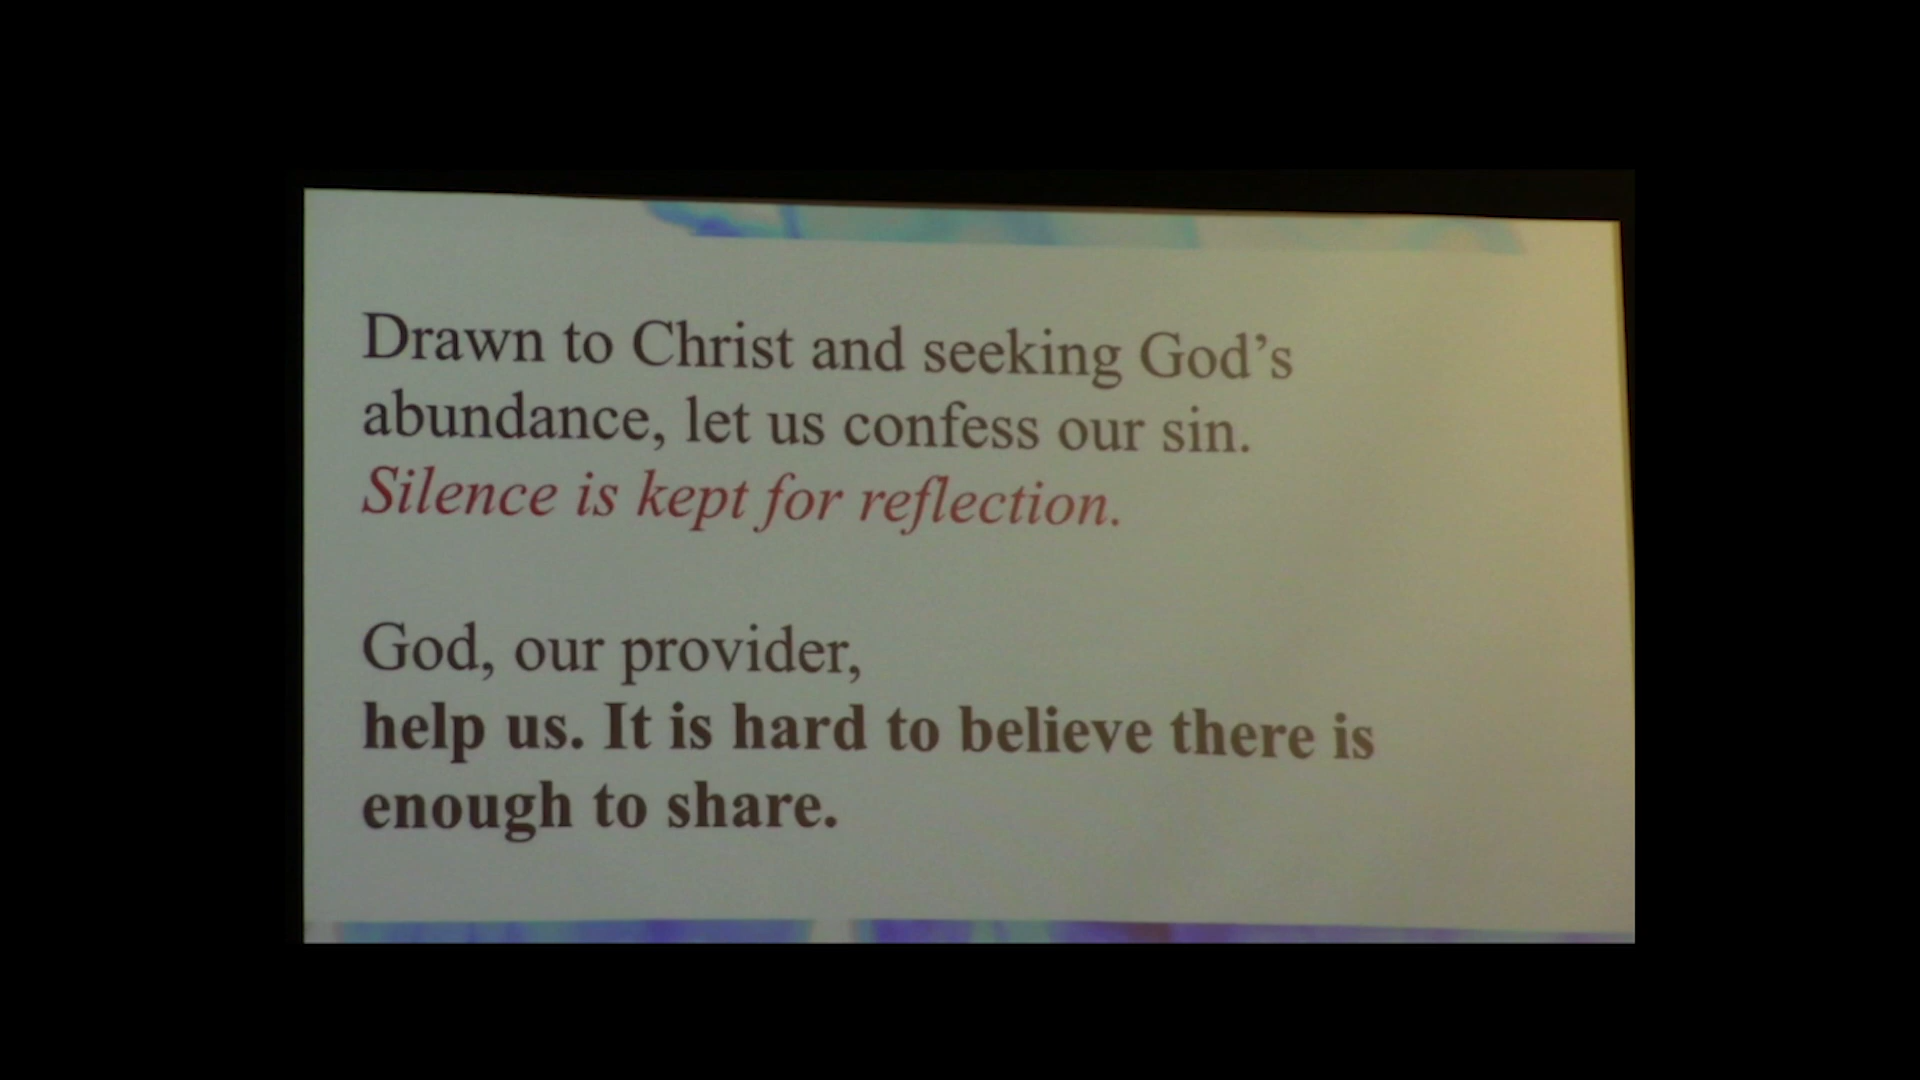 Drawn to Christ and seeking God’s
abundance, let us confess our sin.
Silence is kept for reflection.
God, our provider,
help us. It is hard to believe there is
enough to share.